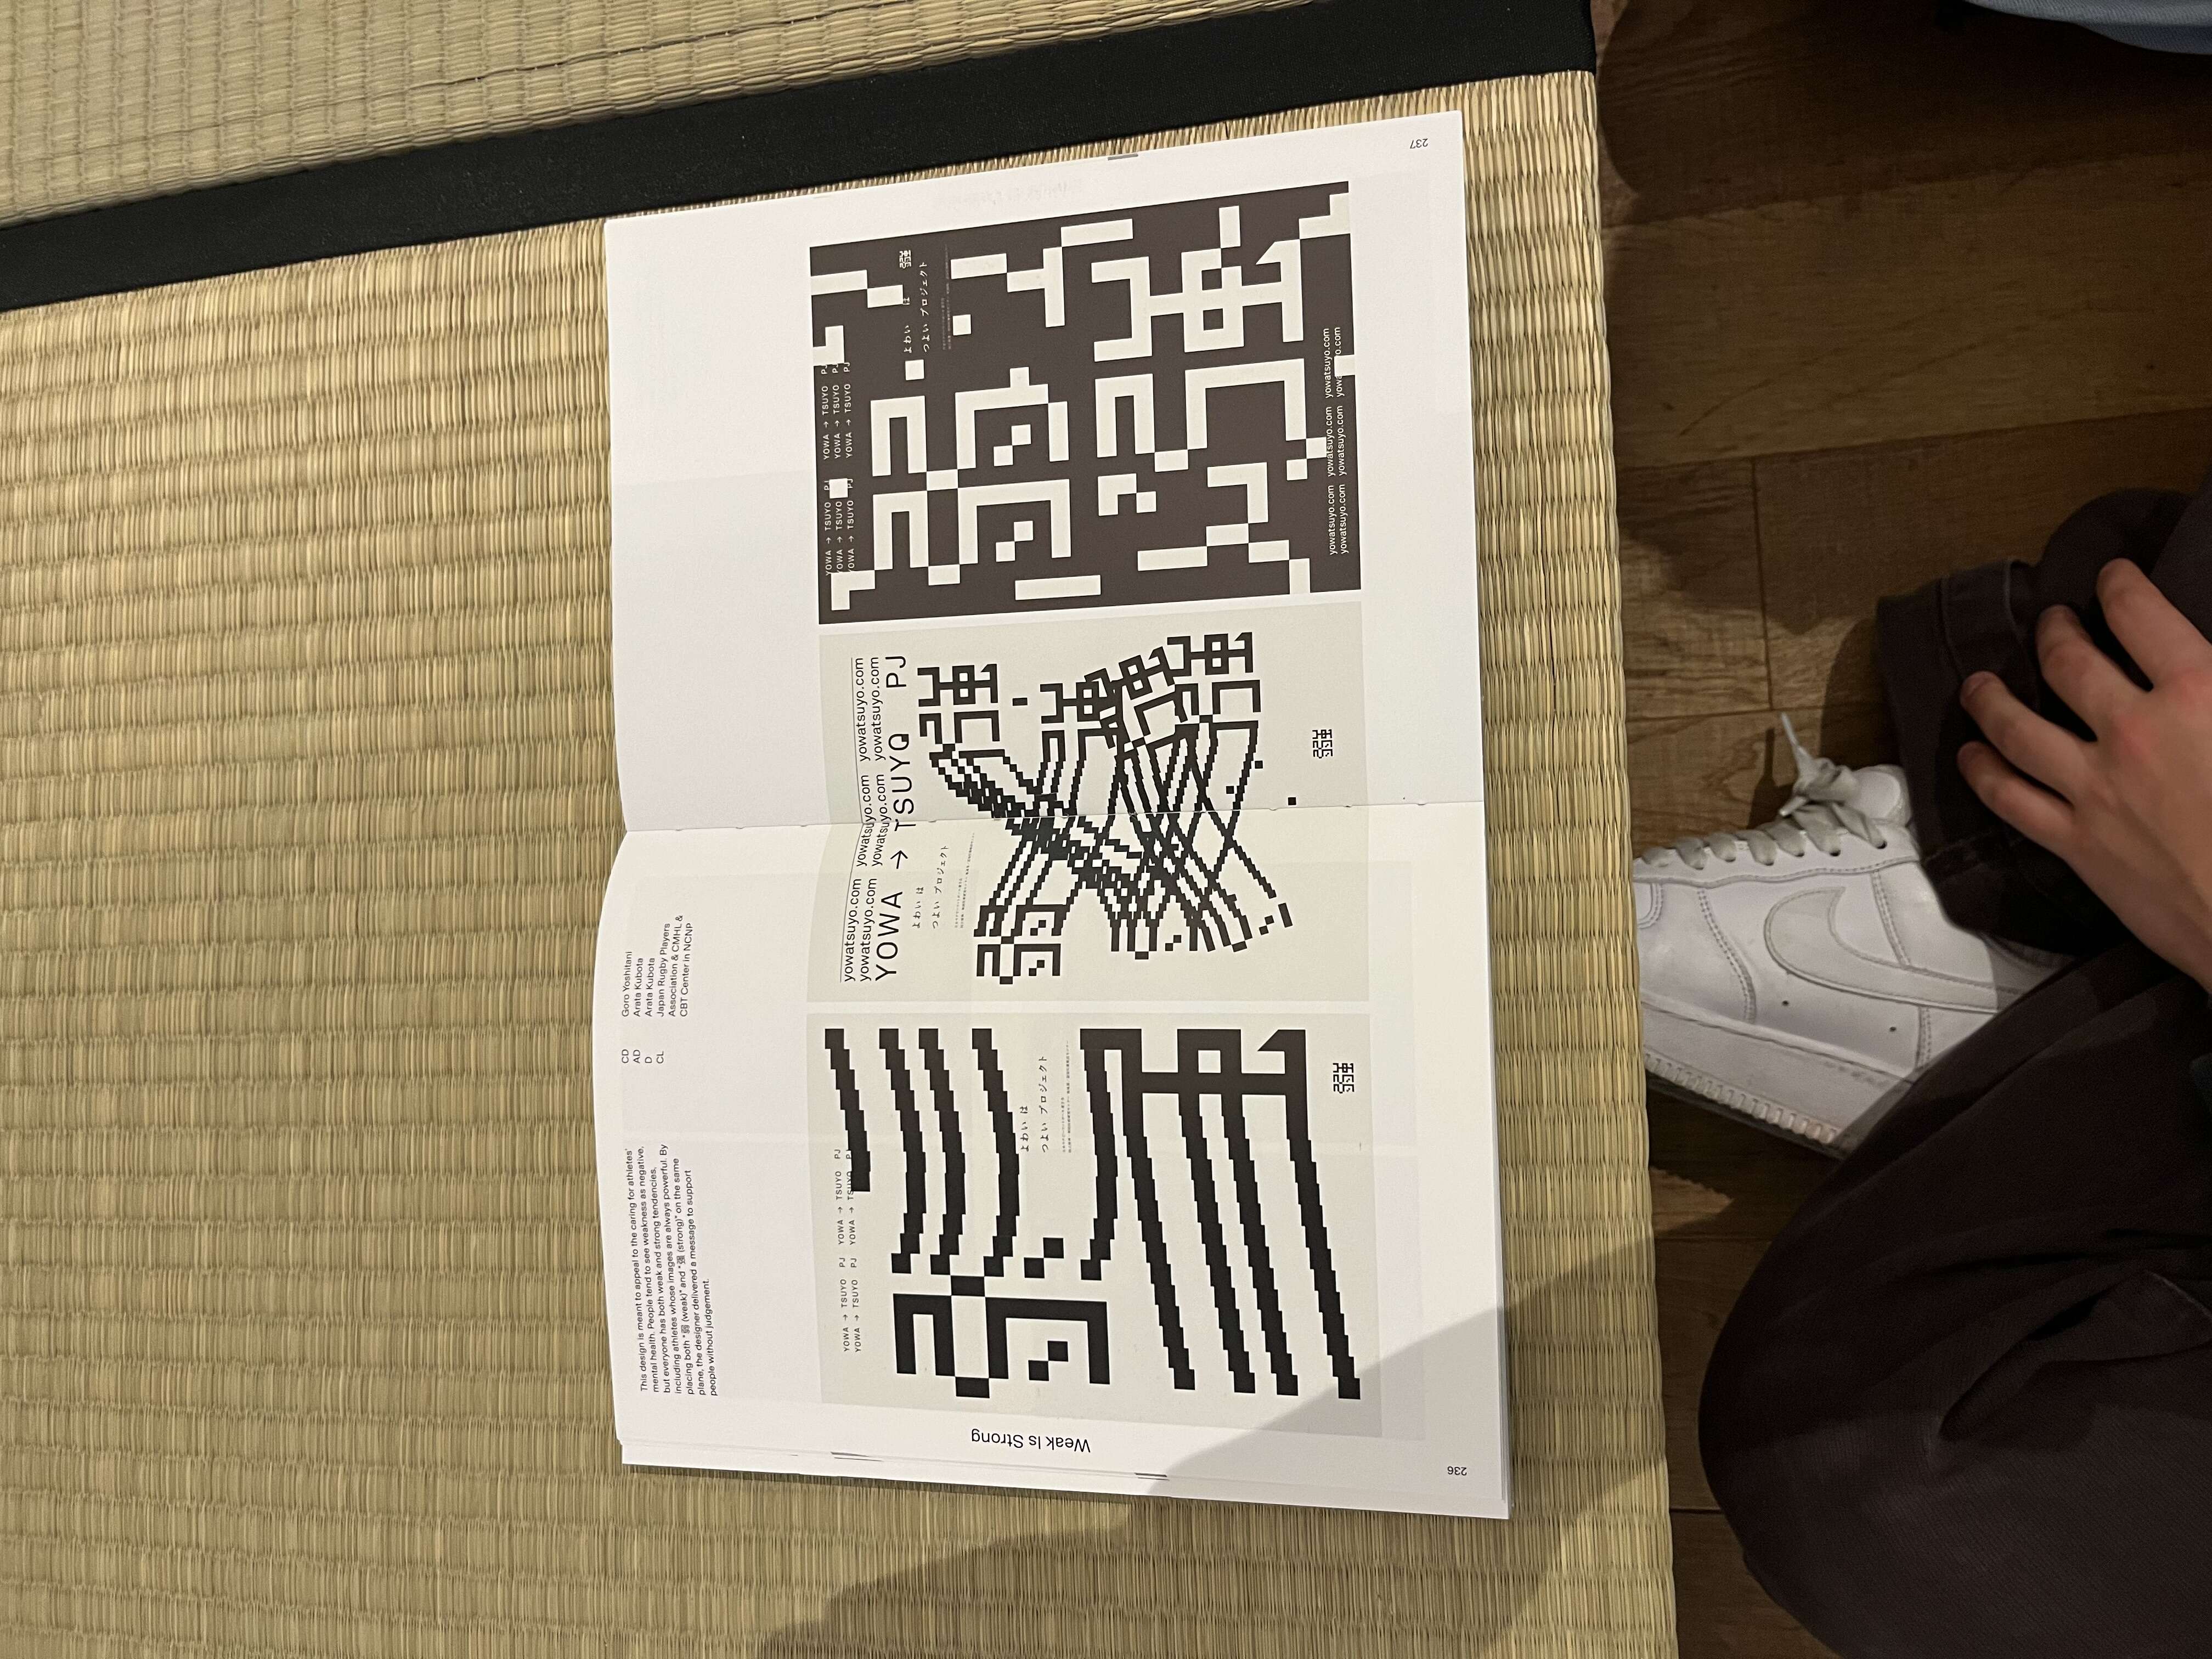 This design is meant to appeal to the caring for athletes'
mental health. People tend to see weakness as negative,
but everyone has both weak and strong tendencies,
including athletes whose images are always powerful. By
placing both "弱 (weak)" and "强 (strong)" on the same
plane, the designer delivered a message to support
people without judgement.
CD Goro Yoshitani
AD Arata Kubota
D Arata Kubota
CL Japan Rugby Players
Association & CMHL &
CBT Center in NCNP
Weak Is Strong
YOWA → TSUYO PJ YOWA → TSUYO PJ
YOWA → TSUYO PJ YOWA → TSUYO PJ
弱
よわい は
つよい プロジェクト
強
弱強
yowatsuyo.com yowatsuyo.com yowatsuyo.com
yowatsuyo.com yowatsuyo.com yowatsuyo.com
YOWA → TSUYO PJ
よわい は
つよい プロジェクト
弱 強
弱強
YOWA → TSUYO PJ YOWA → TSUYO PJ
YOWA → TSUYO YOWA → TSUYO PJ
YOWA → TSUYO PJ YOWA → TSUYO PJ
よわい は 弱強
つよい プロジェクト
弱
強
yowatsuyo.com yowatsuyo.com yowatsuyo.com
yowatsuyo.com yowatsuyo.com yowatsuyo.com
236
237